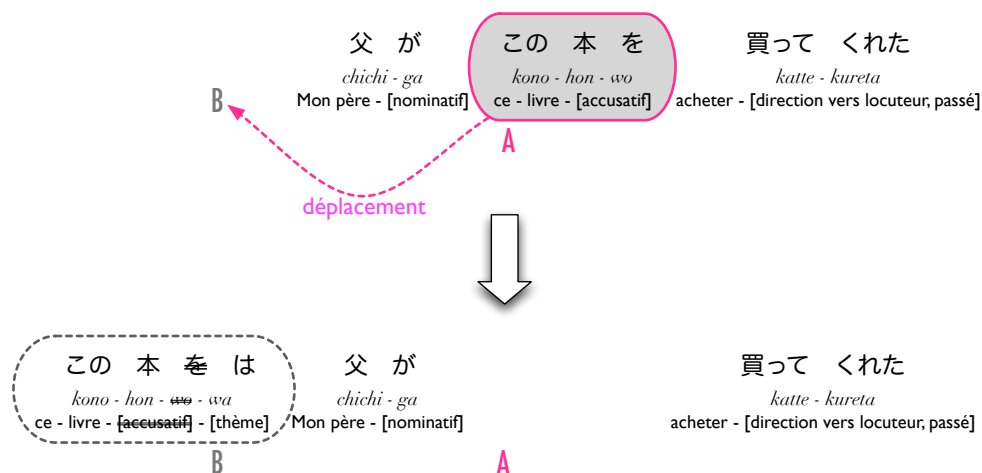 父 が この 本 を 買って くれた
chichi - ga kono - hon - wo katte - kureta
B Mon père - [nominatif] ce - livre - [accusatif] acheter - [direction vers locuteur, passé]
A
déplacement
この 本 を は 父 が 買って くれた
kono - hon - wo - wa chichi - ga katte - kureta
ce - livre - [accusatif] - [thème] Mon père - [nominatif] acheter - [direction vers locuteur, passé]
B A